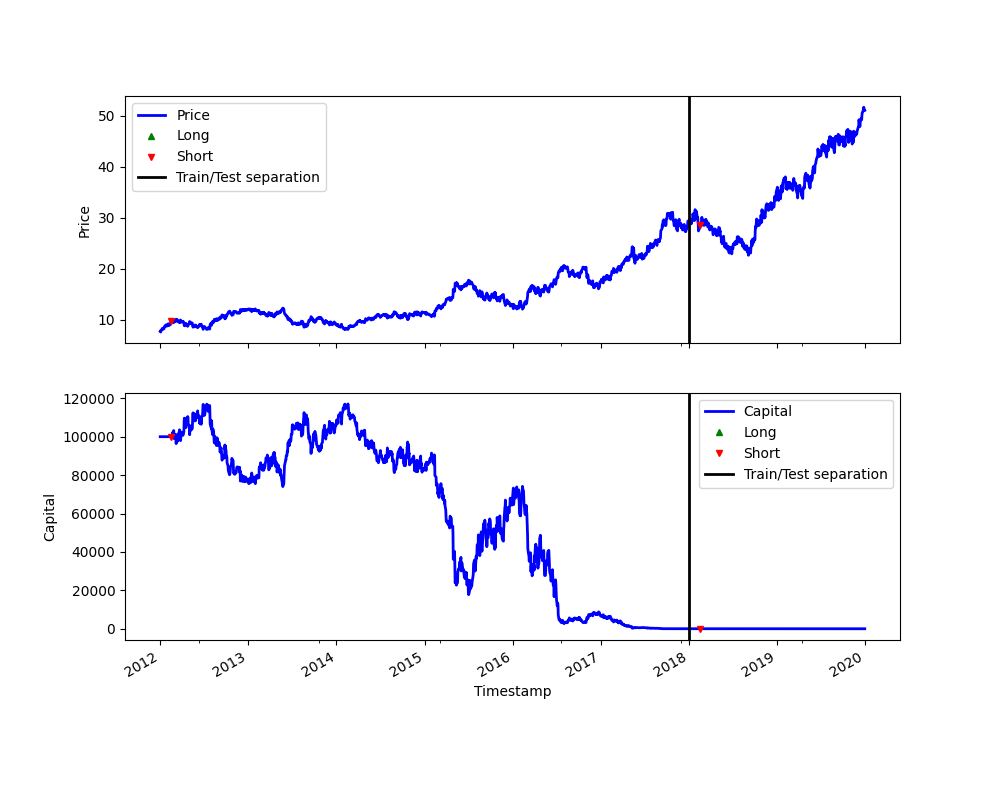 50
40
30
20
10
Price
Price
Long
Short
Train/Test separation
120000
100000
80000
60000
40000
20000
0
Capital
Capital
Long
Short
Train/Test separation
2012
2013
2014
2015
2016
2017
2018
2019
2020
Timestamp